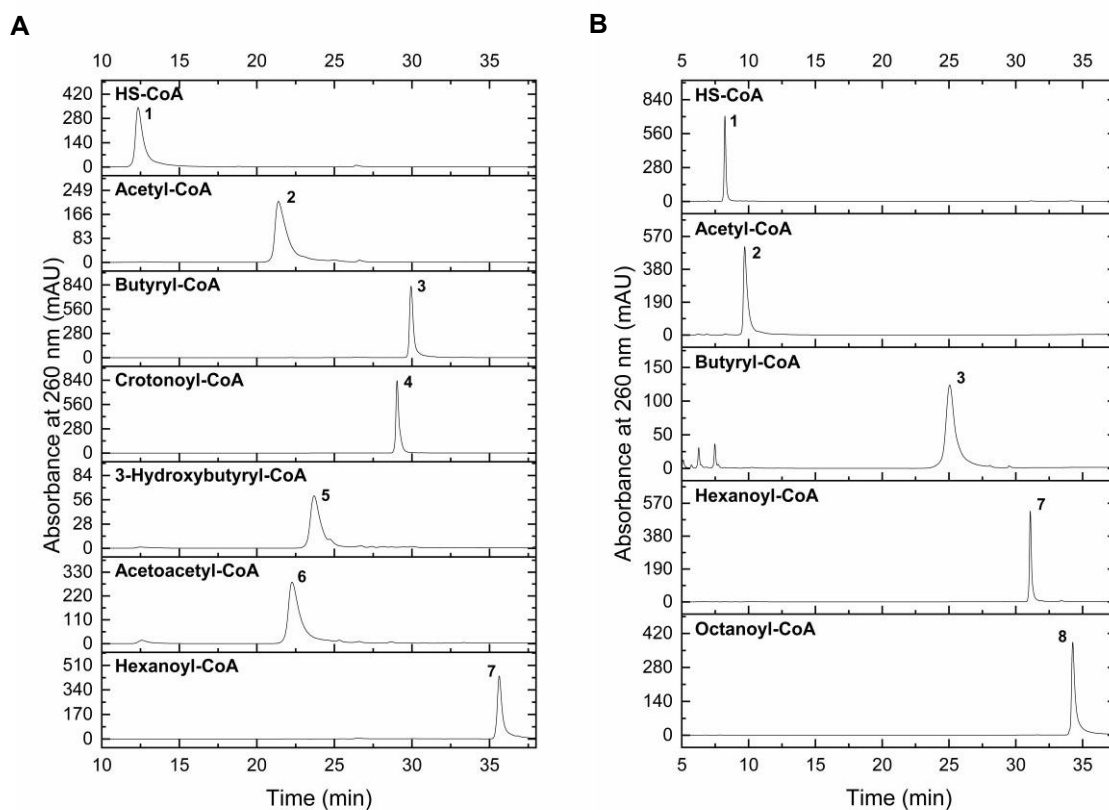 A
10 15 20 25 30 35
HS-CoA
420
280
140
0
1
Acetyl-CoA
249
166
83
0
2
Butyryl-CoA
840
560
280
0
3
Crotonoyl-CoA
840
560
280
0
4
3-Hydroxybutyryl-CoA
84
56
28
0
5
Acetoacetyl-CoA
330
220
110
0
6
Hexanoyl-CoA
510
340
170
0
7
10 15 20 25 30 35
Time (min)
Absorbance at 260 nm (mAU)
B
5 10 15 20 25 30 35
HS-CoA
840
560
280
0
1
Acetyl-CoA
570
380
190
0
2
Butyryl-CoA
150
100
50
0
3
Hexanoyl-CoA
570
380
190
0
7
Octanoyl-CoA
420
280
140
0
8
5 10 15 20 25 30 35
Time (min)
Absorbance at 260 nm (mAU)